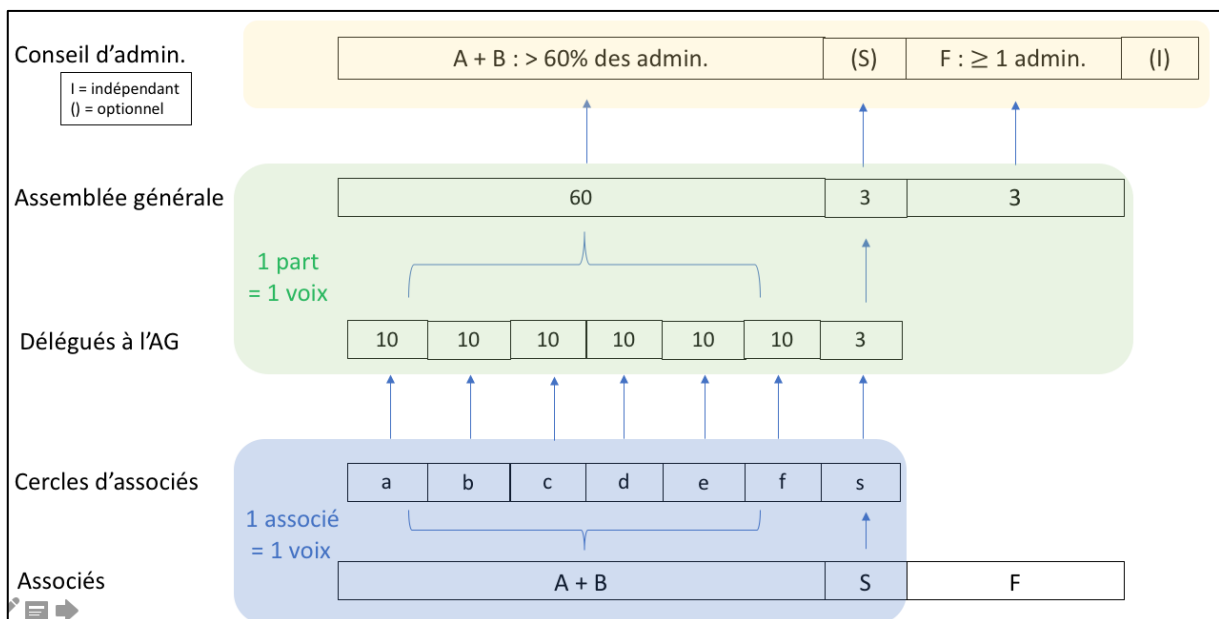 Conseil d'admin.
A + B : > 60% des admin.
(S)
F : ≥ 1 admin.
(I)
I = indépendant
() = optionnel
Assemblée générale
60
3
3
1 part
= 1 voix
Délégués à l'AG
10
10
10
10
10
10
3
Cercles d'associés
a
b
c
d
e
f
s
1 associé
= 1 voix
Associés
A + B
S
F